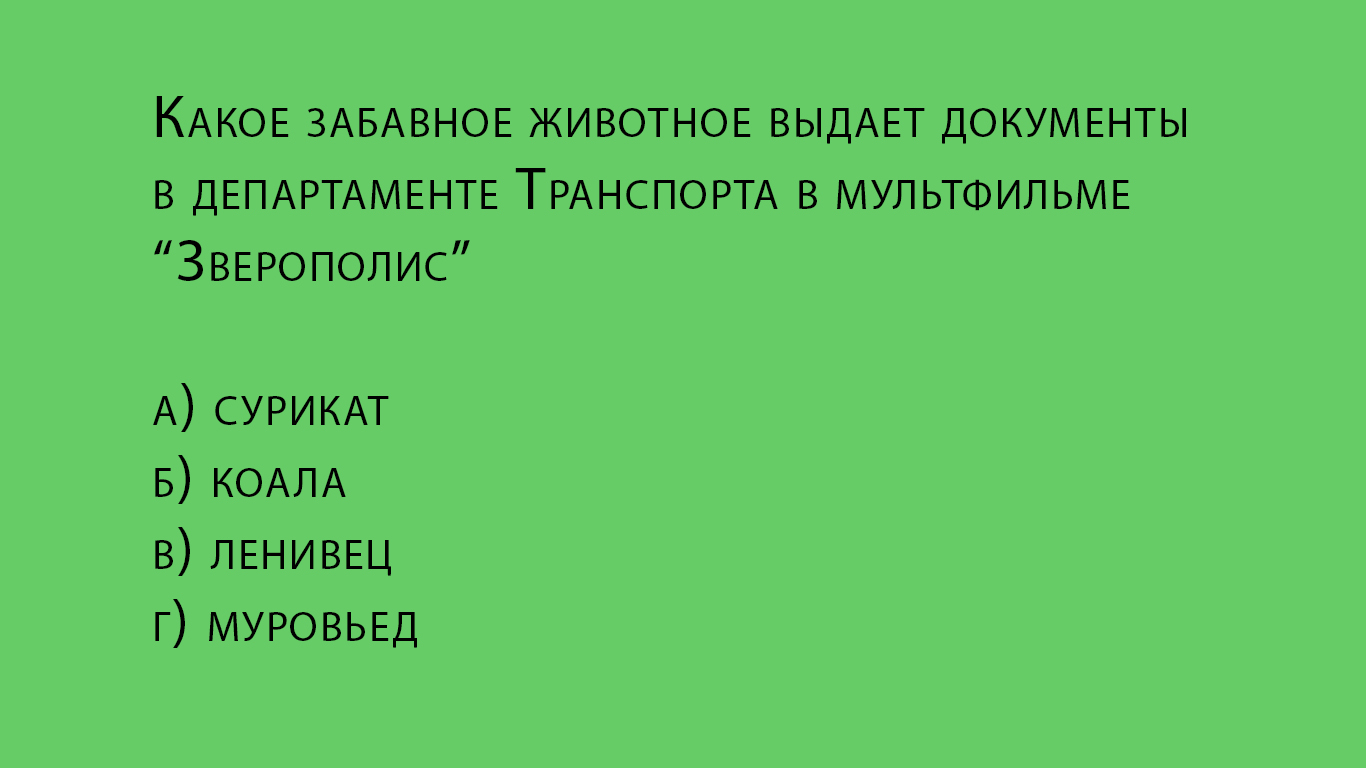 Какое забавное животное выдает документы
в департаменте Транспорта в мультфильме
“Зверополис”
а) сурикат
б) коала
в) ленивец
г) муровьед